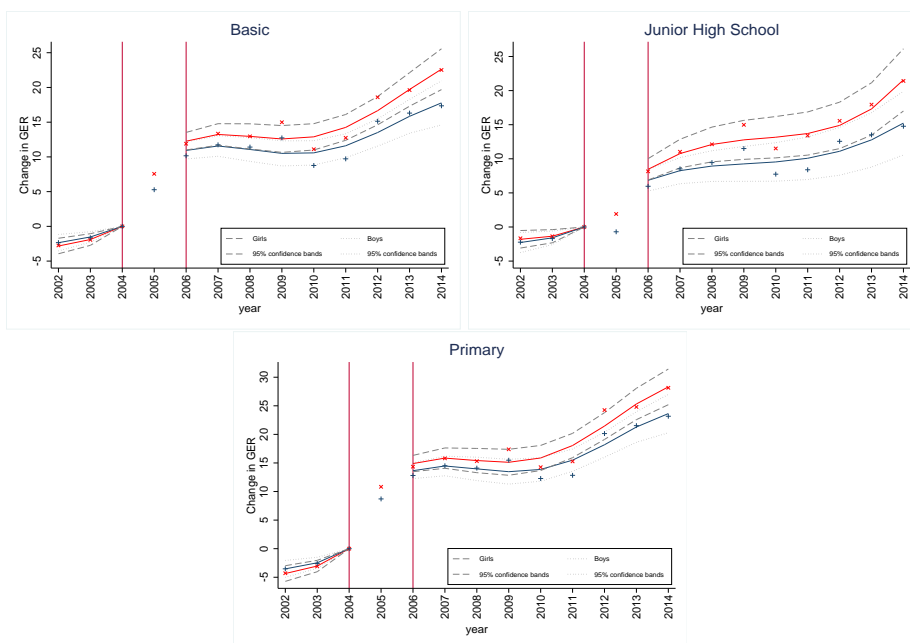 Basic
Change in GER
25
20
15
10
5
0
-5
Girls
Boys
95% confidence bands
95% confidence bands
2002
2003
2004
2005
2006
2007
2008
2009
2010
2011
2012
2013
2014
year
Junior High School
Change in GER
25
20
15
10
5
0
-5
Girls
Boys
95% confidence bands
95% confidence bands
2002
2003
2004
2005
2006
2007
2008
2009
2010
2011
2012
2013
2014
year
Primary
Change in GER
30
25
20
15
10
5
0
-5
Girls
Boys
95% confidence bands
95% confidence bands
2002
2003
2004
2005
2006
2007
2008
2009
2010
2011
2012
2013
2014
year